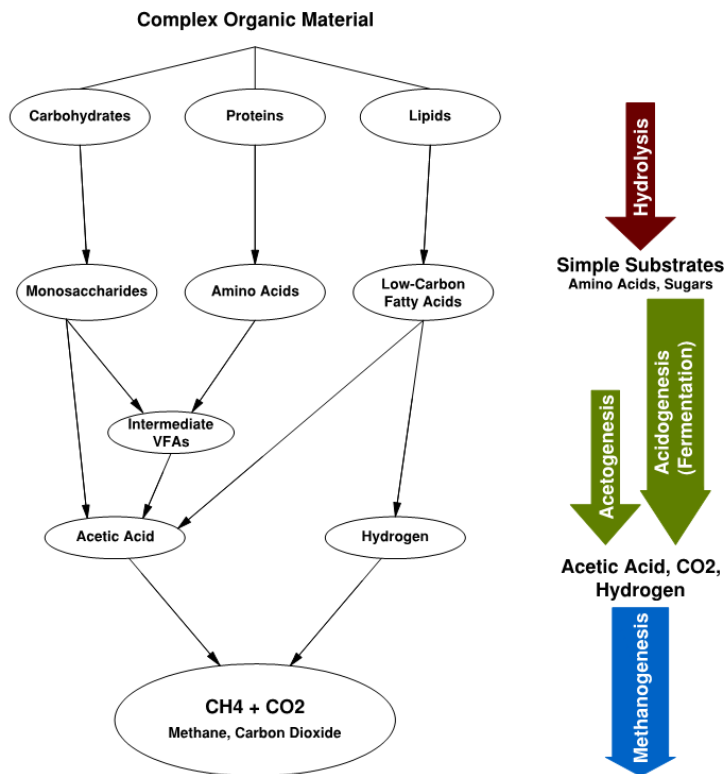 Complex Organic Material
Carbohydrates
Proteins
Lipids
Hydrolysis
Simple Substrates
Amino Acids, Sugars
Monosaccharides
Amino Acids
Low-Carbon
Fatty Acids
Intermediate
VFAs
Acetogenesis
Acidogenesis
(Fermentation)
Acetic Acid
Hydrogen
Acetic Acid, CO2,
Hydrogen
Methanogenesis
CH4 + CO2
Methane, Carbon Dioxide